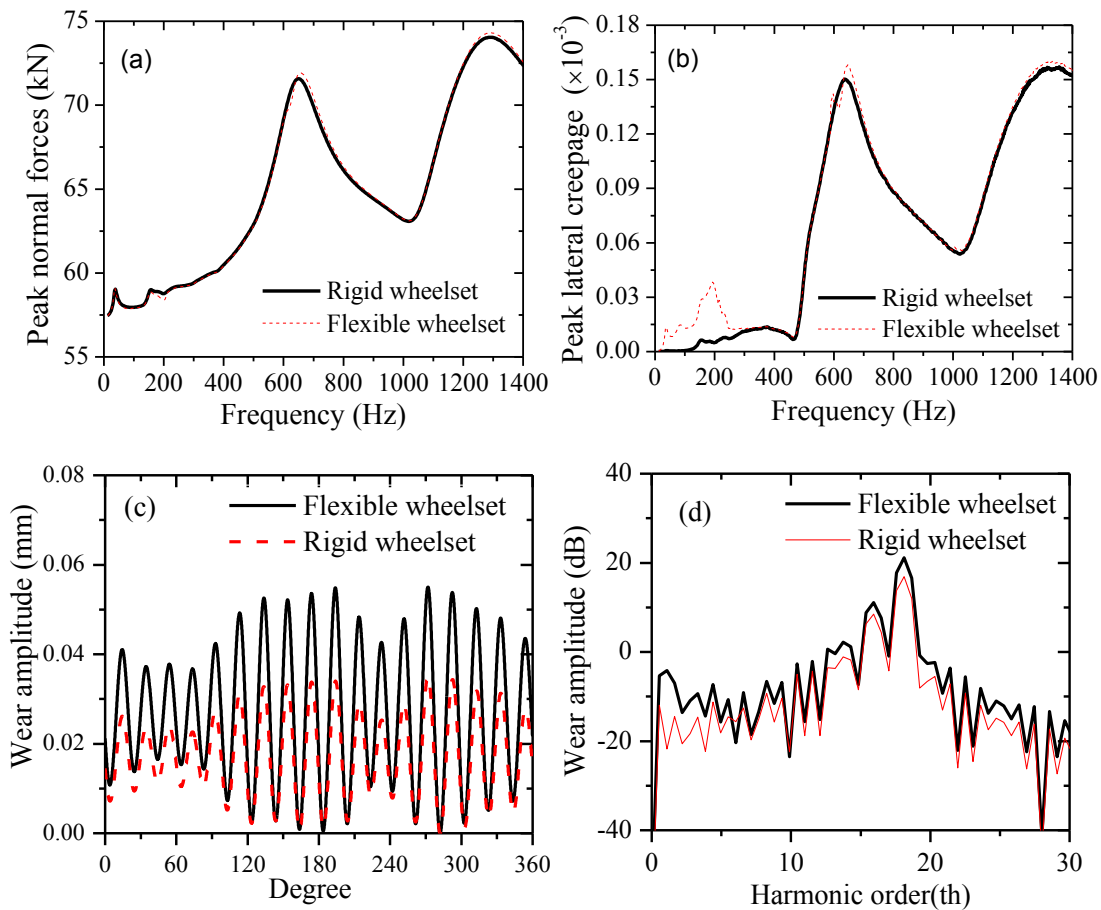 (a)
Peak normal forces (kN)
75
70
65
60
55
0 200 400 600 800 1000 1200 1400
Frequency (Hz)
Rigid wheelset
Flexible wheelset
(b)
Peak lateral creepage (×10⁻³)
0.18
0.15
0.12
0.09
0.06
0.03
0.00
0 200 400 600 800 1000 1200 1400
Frequency (Hz)
Rigid wheelset
Flexible wheelset
(c)
Wear amplitude (mm)
0.08
0.06
0.04
0.02
0.00
0 60 120 180 240 300 360
Degree
Flexible wheelset
Rigid wheelset
(d)
Wear amplitude (dB)
40
20
0
-20
-40
0 10 20 30
Harmonic order(th)
Flexible wheelset
Rigid wheelset